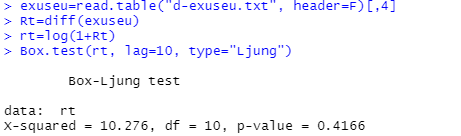 > exuseu=read.table("d-exuseu.txt", header=F)[,4]
> Rt=diff(exuseu)
> rt=log(1+Rt)
> Box.test(rt, lag=10, type="Ljung")
Box-Ljung test
data:  rt
X-squared = 10.276, df = 10, p-value = 0.4166